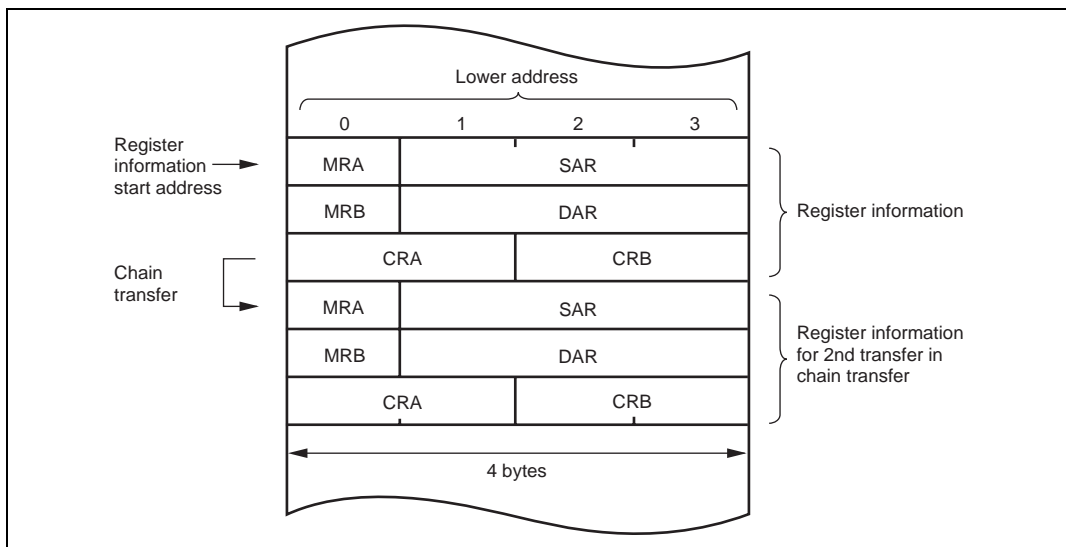 Lower address
0 1 2 3
Register
information
start address
MRA SAR
MRB DAR
Register information
CRA CRB
Chain
transfer
MRA SAR
MRB DAR
Register information
for 2nd transfer in
chain transfer
CRA CRB
4 bytes